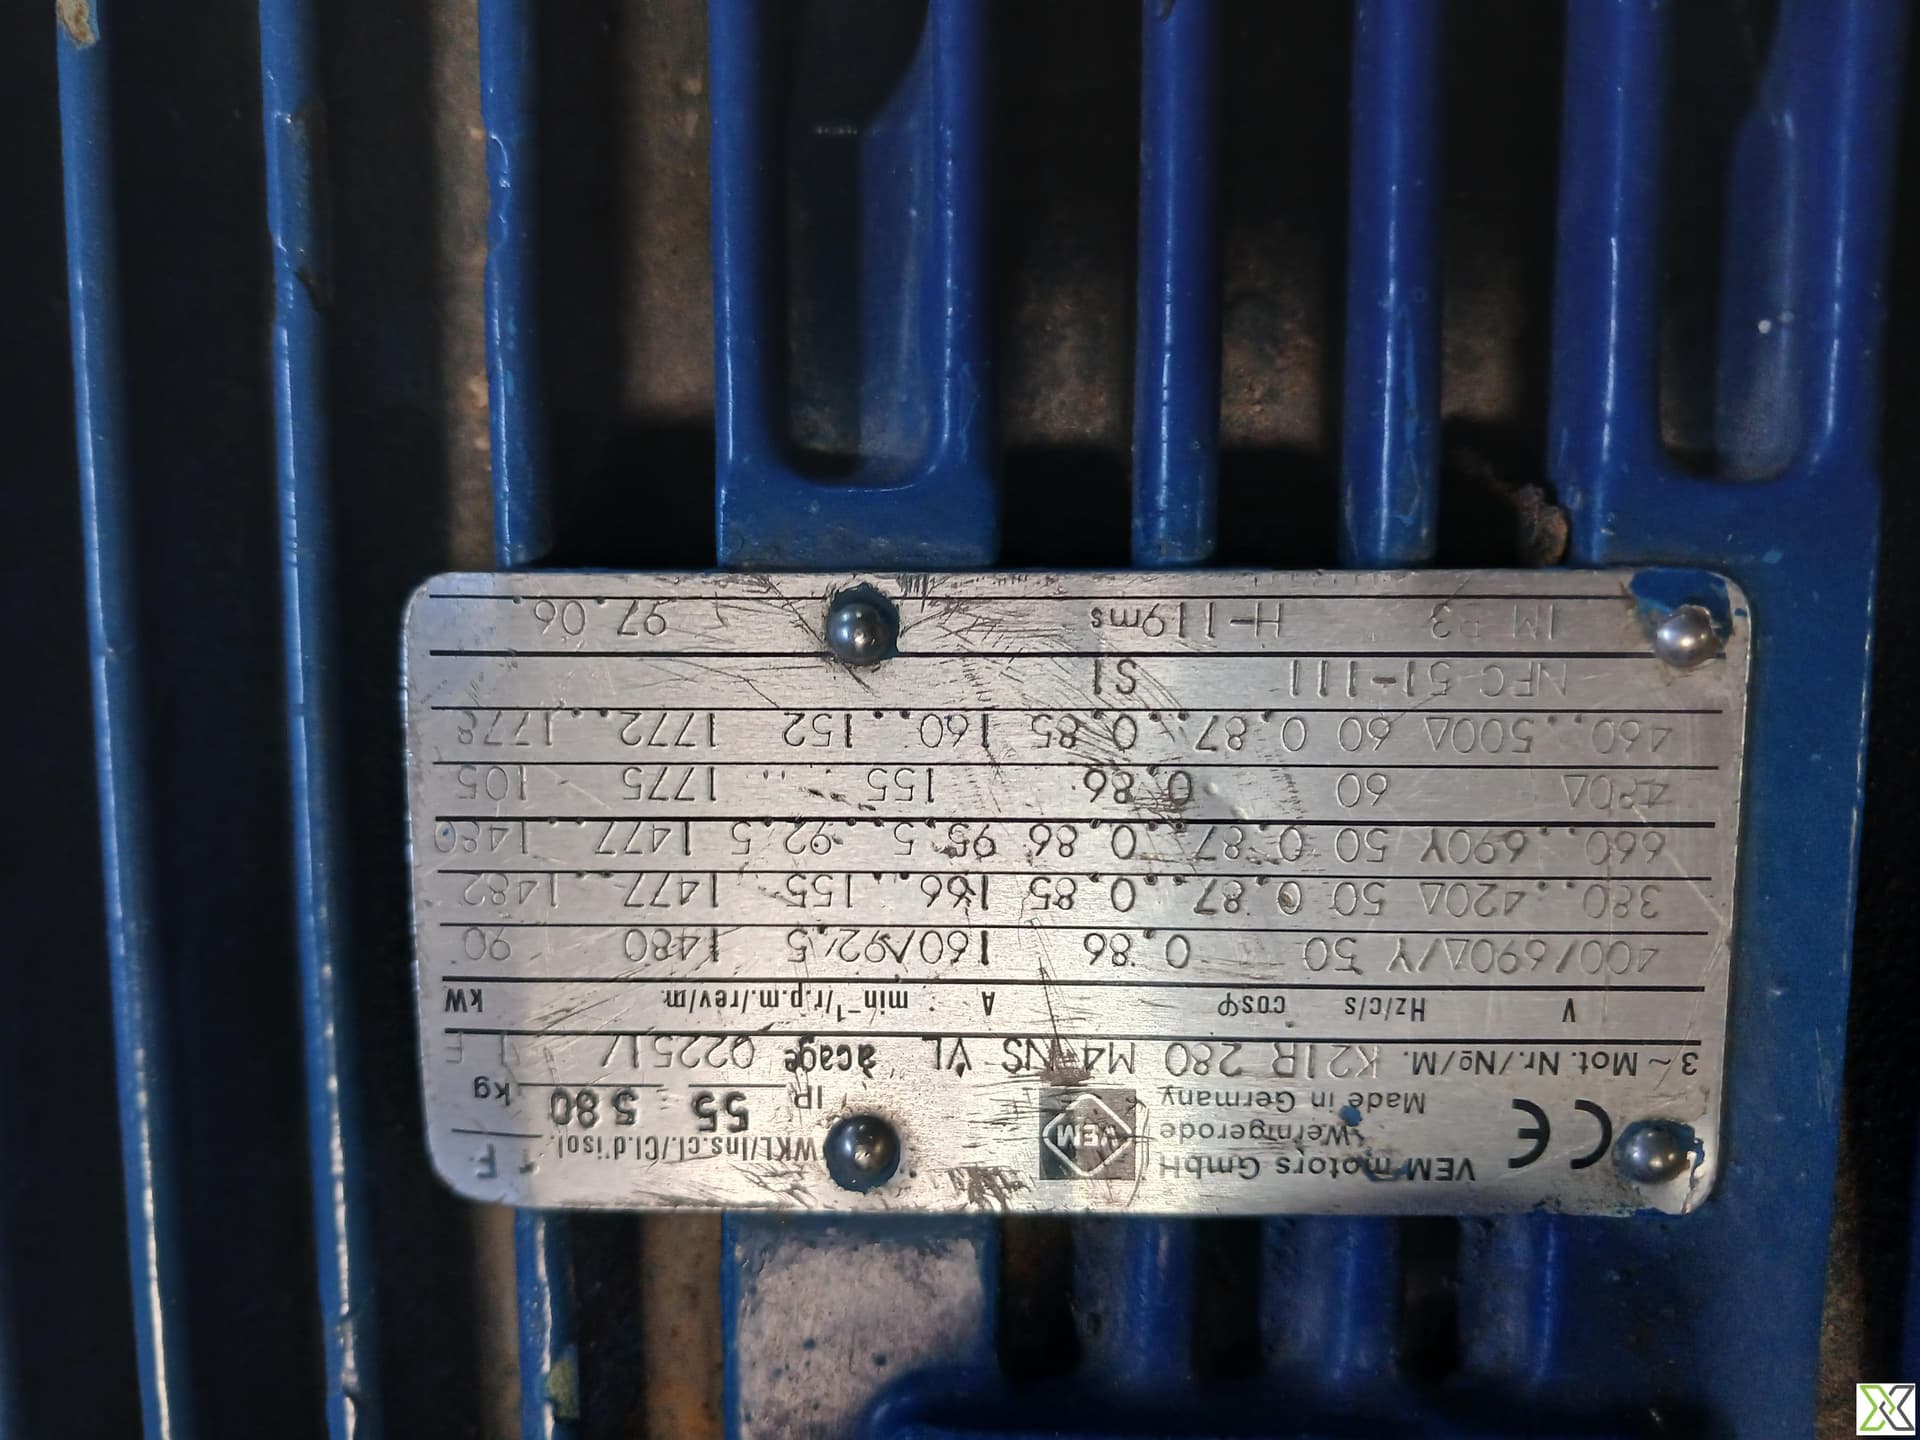 CE VEM motors GmbH VEM WKL/Ins.cl./Cl.d'isol. F
Wernigerode
Made in Germany IP 55 580 kg
3 ~ Mot. Nr./№/M. K21R 280 M4 NS VL à cage 02251/
V Hz/c/s cosφ A min⁻¹/r.p.m./rev/m. kW
400/690Δ/Y 50 0,86 160/92,5 1480 90
380..420Δ 50 0,87..0,85 166..155 1477..1482
660..690Y 50 0,87..0,86 95,5..92,5 1477..1480
480Δ 60 0,86 155 1775 105
460..500Δ 60 0,87..0,85 160..152 1772..1778
NFC 51-111 S1
IM B3 H-119ms 97.06